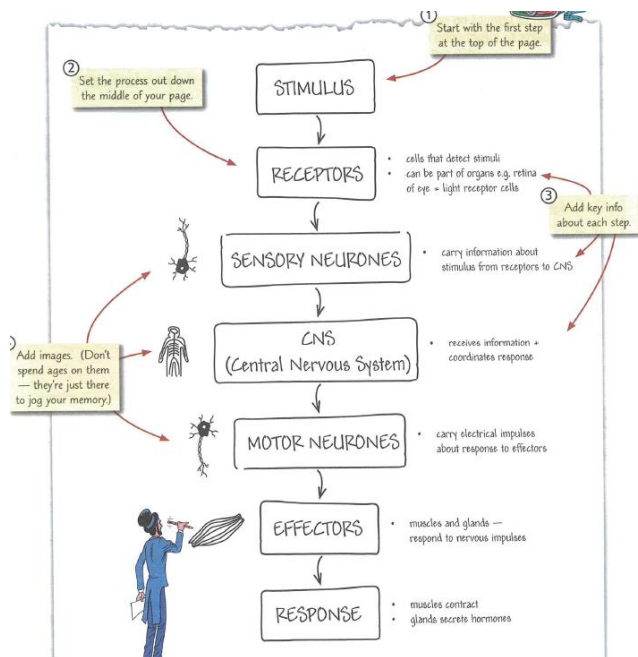 ①
Start with the first step
at the top of the page.
②
Set the process out down
the middle of your page.
STIMULUS
RECEPTORS
• cells that detect stimuli
• can be part of organs e.g. retina
of eye = light receptor cells
③
Add key info
about each step.
SENSORY NEURONES
• carry information about
stimulus from receptors to CNS
CNS
(Central Nervous System)
• receives information +
coordinates response
Add images. (Don't
spend ages on them
— they're just there
to jog your memory.)
MOTOR NEURONES
• carry electrical impulses
about response to effectors
EFFECTORS
• muscles and glands —
respond to nervous impulses
RESPONSE
• muscles contract
• glands secrete hormones